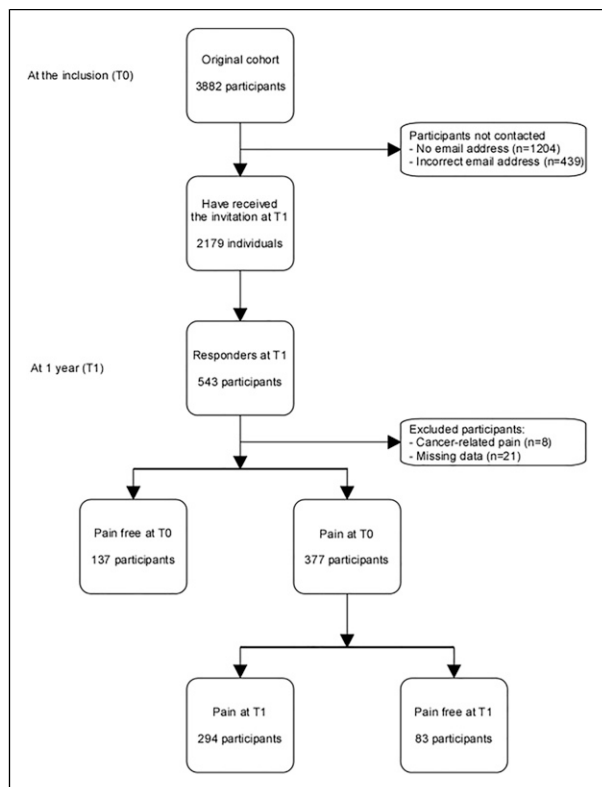 At the inclusion (T0)
Original cohort
3882 participants
Participants not contacted
- No email address (n=1204)
- Incorrect email address (n=439)
Have received
the invitation at T1
2179 individuals
At 1 year (T1)
Responders at T1
543 participants
Excluded participants:
- Cancer-related pain (n=8)
- Missing data (n=21)
Pain free at T0
137 participants
Pain at T0
377 participants
Pain at T1
294 participants
Pain free at T1
83 participants